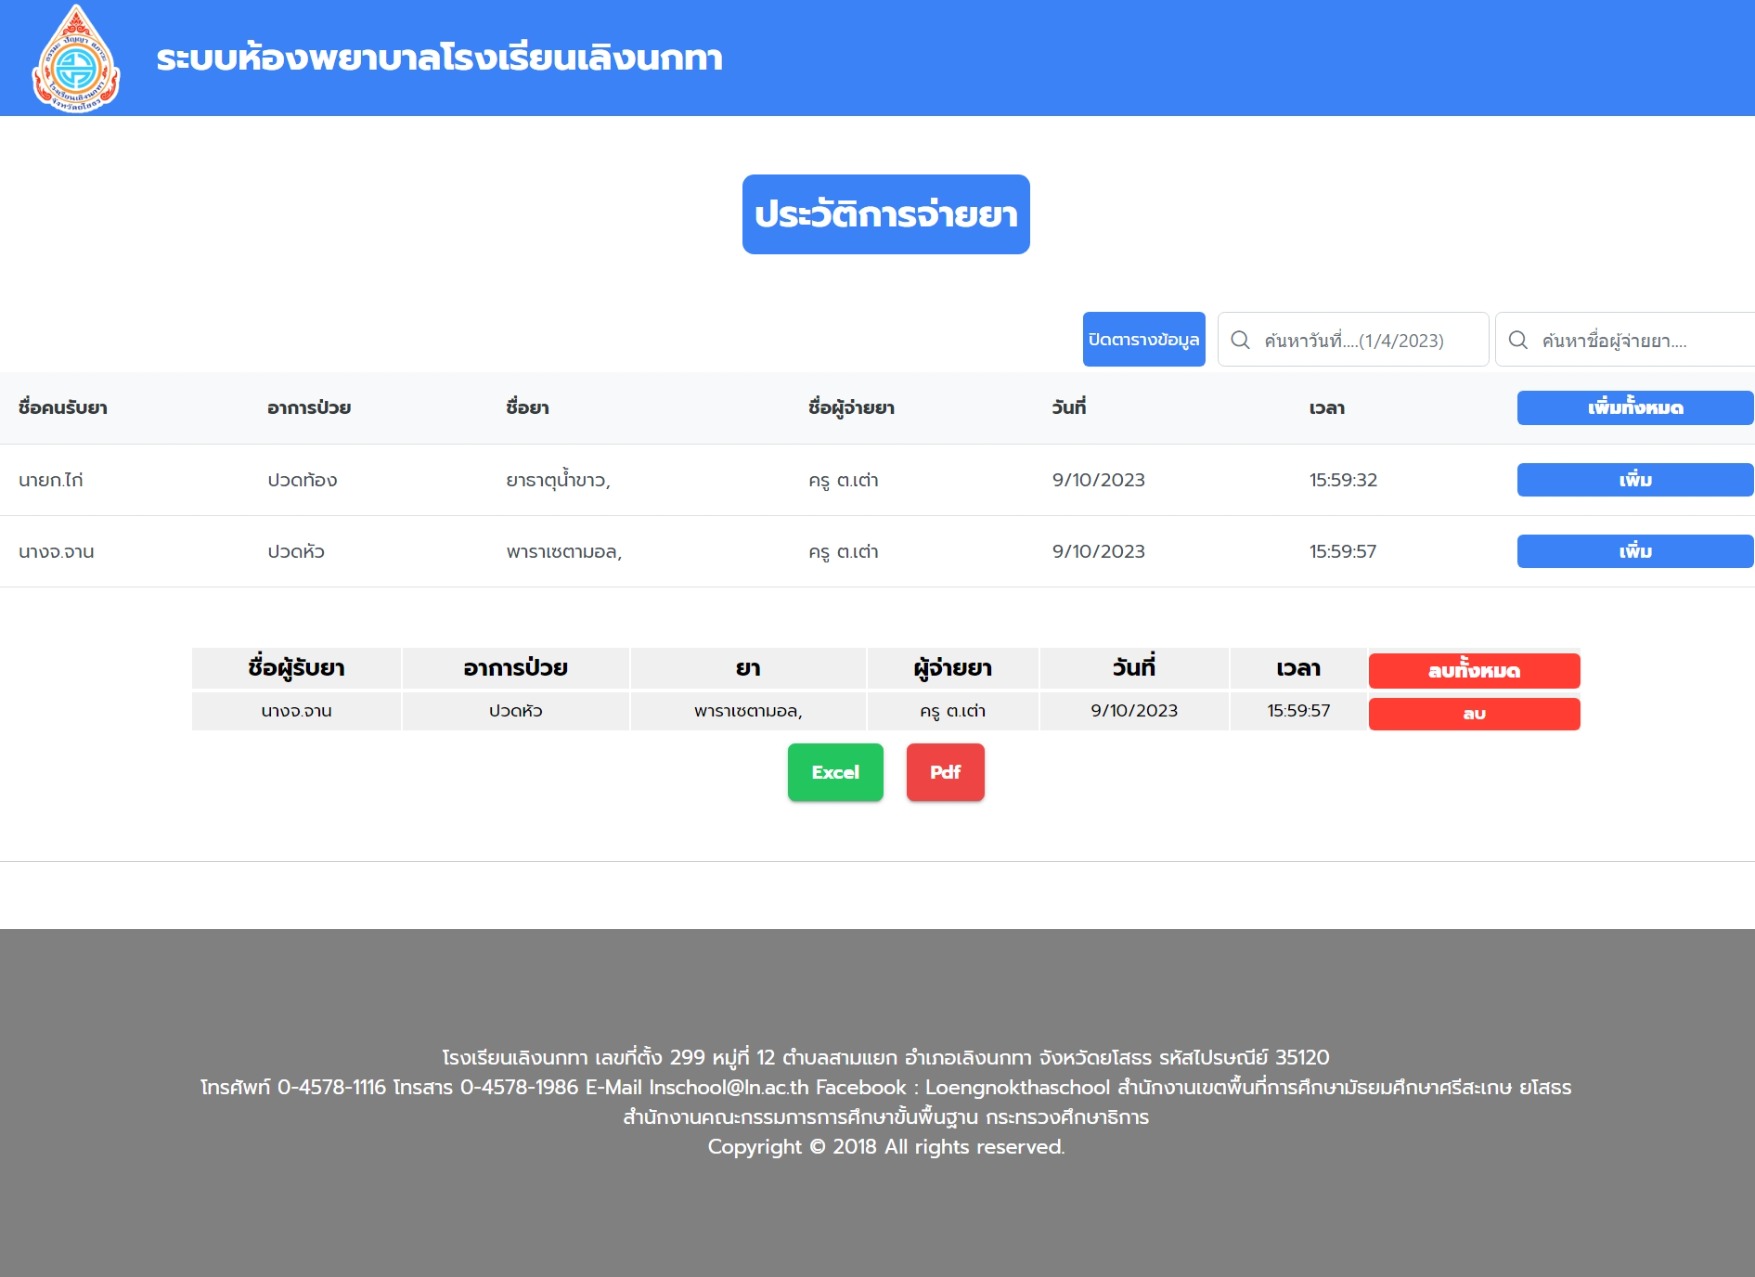 ระบบห้องพยาบาลโรงเรียนเลิงนกทา
ประวัติการจ่ายยา
ปิดตารางข้อมูล ค้นหาวันที่....(1/4/2023) ค้นหาชื่อผู้จ่ายยา....
ชื่อคนรับยา อาการป่วย ชื่อยา ชื่อผู้จ่ายยา วันที่ เวลา เพิ่มทั้งหมด
นายก.ไก่ ปวดท้อง ยาธาตุน้ำขาว, ครู ต.เต่า 9/10/2023 15:59:32 เพิ่ม
นางจ.จาน ปวดหัว พาราเซตามอล, ครู ต.เต่า 9/10/2023 15:59:57 เพิ่ม
ชื่อผู้รับยา อาการป่วย ยา ผู้จ่ายยา วันที่ เวลา ลบทั้งหมด
นางจ.จาน ปวดหัว พาราเซตามอล, ครู ต.เต่า 9/10/2023 15:59:57 ลบ
Excel Pdf
โรงเรียนเลิงนกทา เลขที่ตั้ง 299 หมู่ที่ 12 ตำบลสามแยก อำเภอเลิงนกทา จังหวัดยโสธร รหัสไปรษณีย์ 35120
โทรศัพท์ 0-4578-1116 โทรสาร 0-4578-1986 E-Mail lnschool@ln.ac.th Facebook : Loengnokthaschool สำนักงานเขตพื้นที่การศึกษามัธยมศึกษาศรีสะเกษ ยโสธร
สำนักงานคณะกรรมการการศึกษาขั้นพื้นฐาน กระทรวงศึกษาธิการ
Copyright © 2018 All rights reserved.